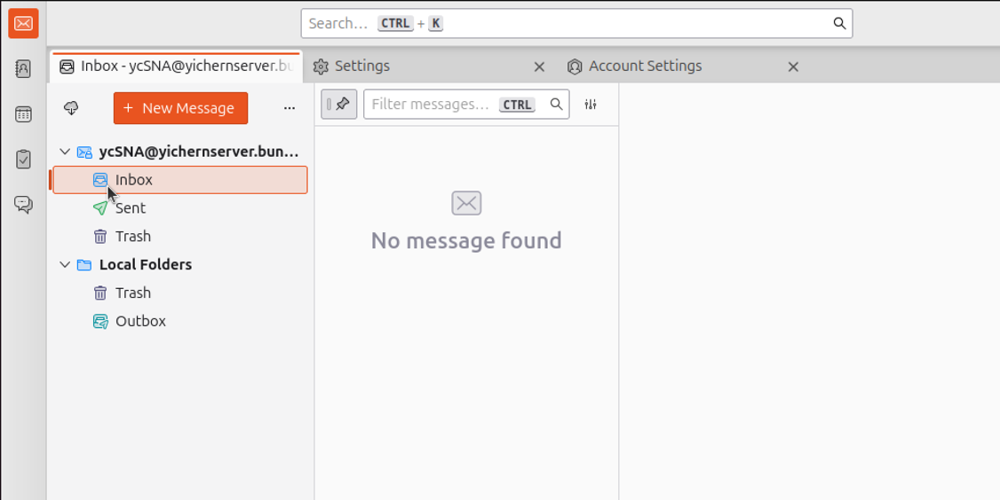 Search… CTRL + K
Inbox - ycSNA@yichernserver.bu
Settings
Account Settings
+ New Message
Filter messages… CTRL
ycSNA@yichernserver.bun…
Inbox
Sent
Trash
Local Folders
Trash
Outbox
No message found